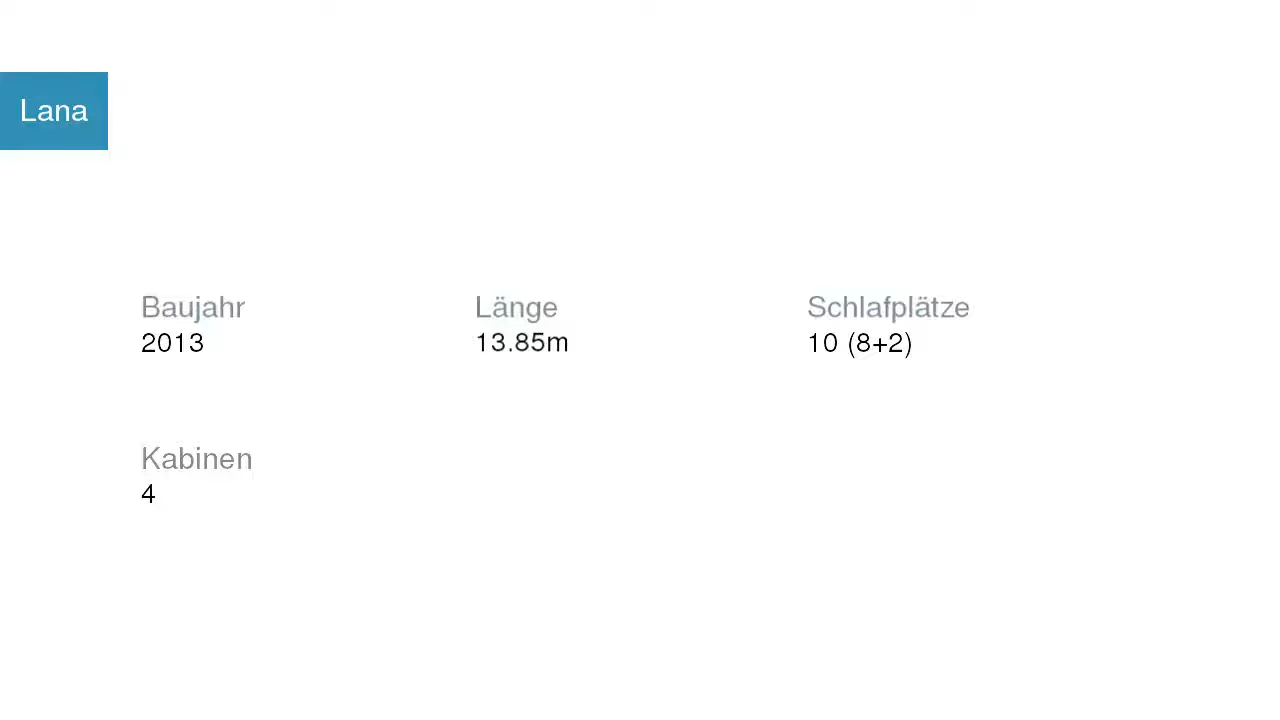 Lana
Baujahr
2013
Länge
13.85m
Schlafplätze
10 (8+2)
Kabinen
4